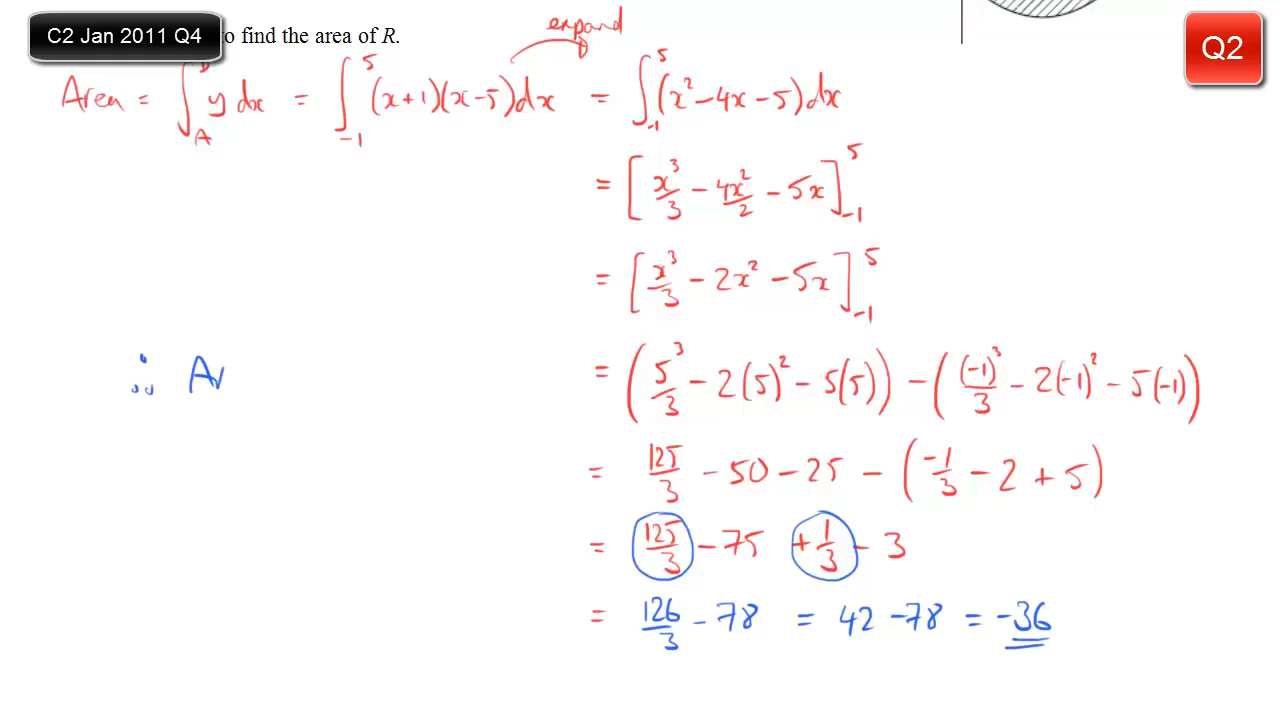 C2 Jan 2011 Q4
to find the area of R.
Q2
expand
Area = ∫_A y dx = ∫_{-1}^{5} (x+1)(x-5)dx = ∫_{-1}^{5} (x² - 4x - 5)dx
= [x³/3 - 4x²/2 - 5x]_{-1}^{5}
= [x³/3 - 2x² - 5x]_{-1}^{5}
∴ Ar
= (5³/3 - 2(5)² - 5(5)) - ((-1)³/3 - 2(-1)² - 5(-1))
= 125/3 - 50 - 25 - (-1/3 - 2 + 5)
= 125/3 - 75 + 1/3 - 3
= 126/3 - 78 = 42 - 78 = -36